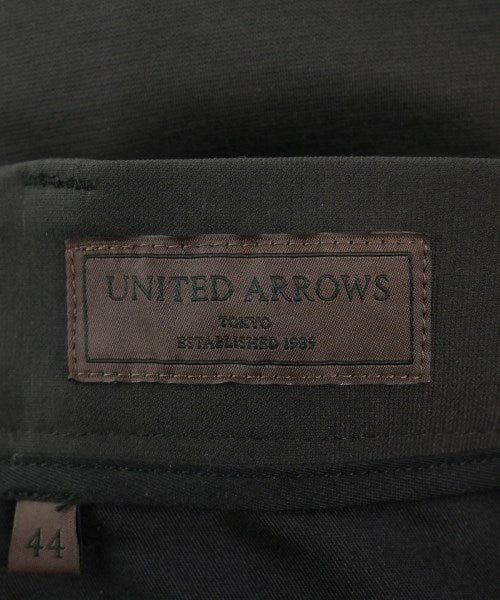 UNITED ARROWS
TOKYO
ESTABLISHED 1989
44